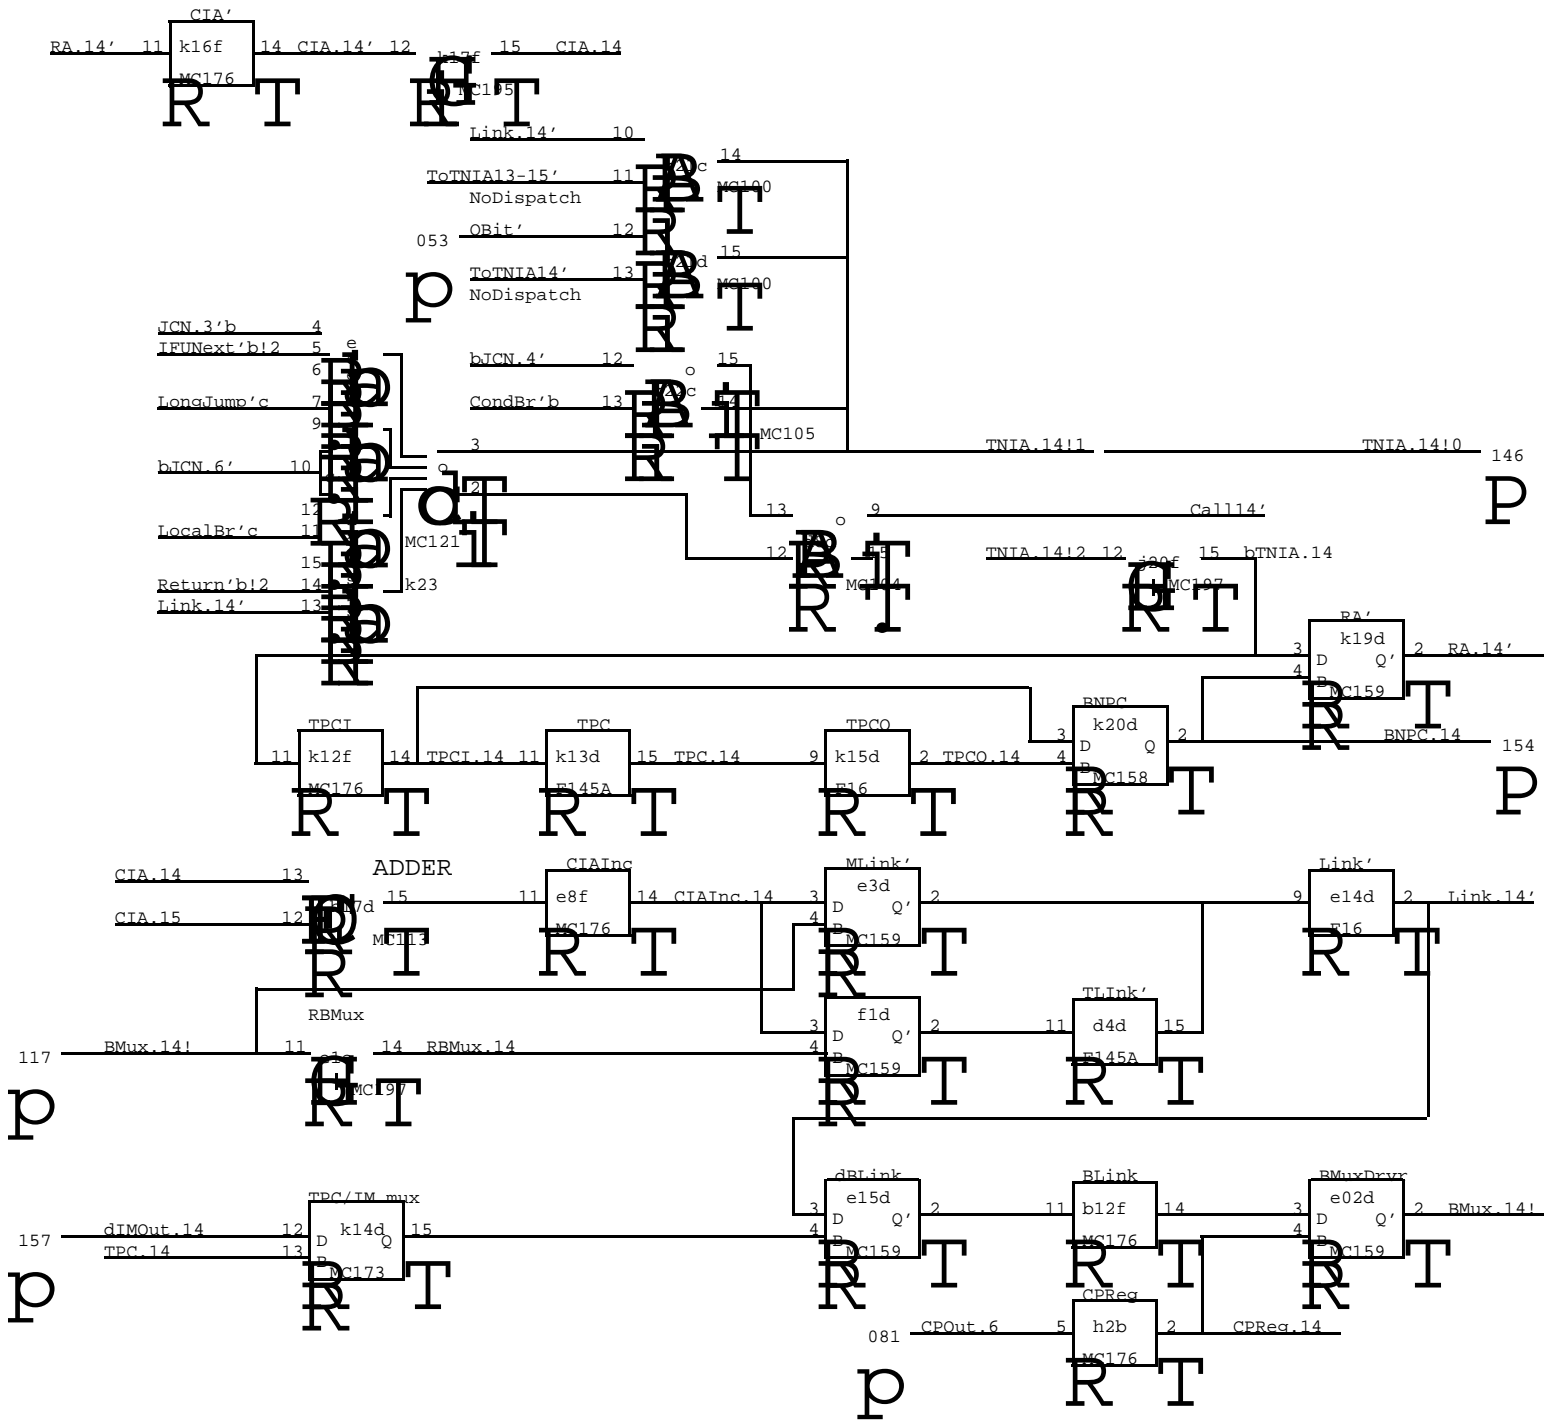 CIA'
RA.14' 11 k16f 14 CIA.14' 12 k17f 15 CIA.14
MC176 MC195
R T R T
Link.14' 10
14
ToTNIA13-15' 11 MC100
NoDispatch T
OBit' 12
053 15
p ToTNIA14' 13 MC100
NoDispatch T
JCN.3'b 4
IFUNext'b!2 5 e
6 bJCN.4' 12 15
o
LongJump'c 7 CondBr'b 13 14
9 MC105
3 TNIA.14!1 TNIA.14!0 146
bJCN.6' 10 o P
2
12 13 9 Call14'
LocalBr'c 11 o
MC121 12 15 TNIA.14!2 12 j20f 15 bTNIA.14
15 MC104 MC197
Return'b!2 14 k23 R T R T
Link.14' 13
RA'
k19d
3 D Q' 2 RA.14'
4 B MC159
R T
BNPC
TPCI TPC TPCO k20d
3 D Q 2 BNPC.14 154
11 k12f 14 TPCI.14 11 k13d 15 TPC.14 9 k15d 2 TPCO.14 4 B MC158 P
MC176 F145A F16
R T R T R T R T
CIA.14 13 ADDER CIAInc MLink' Link'
e3d
15 11 e8f 14 CIAInc.14 3 D Q' 2 9 e14d 2 Link.14'
CIA.15 12 4 B
MC113 MC176 MC159 F16
R T R T R T R T
RBMux TLInk'
f1d
3 D Q' 2 11 d4d 15
117 BMux.14! 11 14 RBMux.14 4 B MC159 F145A
p MC197 R T R T
R T
dBLink BLink BMuxDrvr
TPC/IM mux e15d e02d
3 D Q' 2 11 b12f 14 3 D Q' 2 BMux.14!
157 dIMOut.14 12 D k14d Q 15 4 B MC159 MC176 4 B MC159
p TPC.14 13 B MC173 R T R T R T
R T
CPReg
081 CPOut.6 5 h2b 2 CPReg.14
MC176
p R T